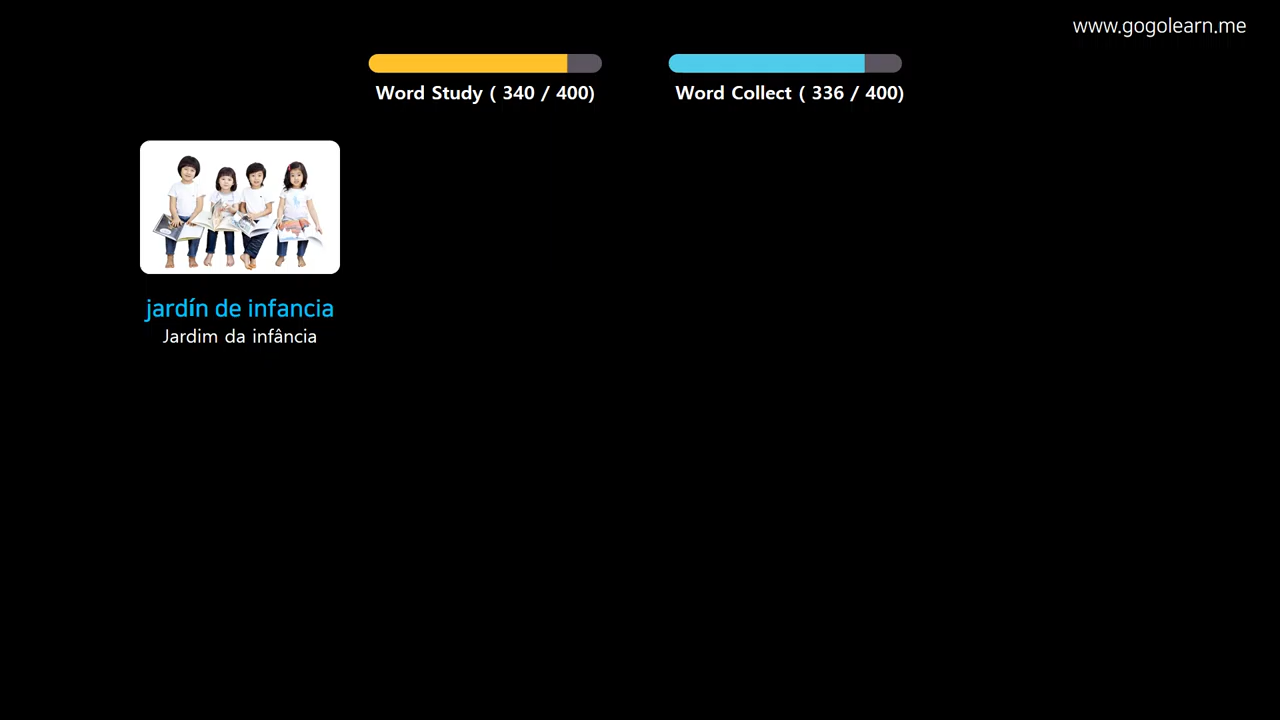 www.gogolearn.me
Word Study ( 340 / 400)
Word Collect ( 336 / 400)
jardín de infancia
Jardim da infância